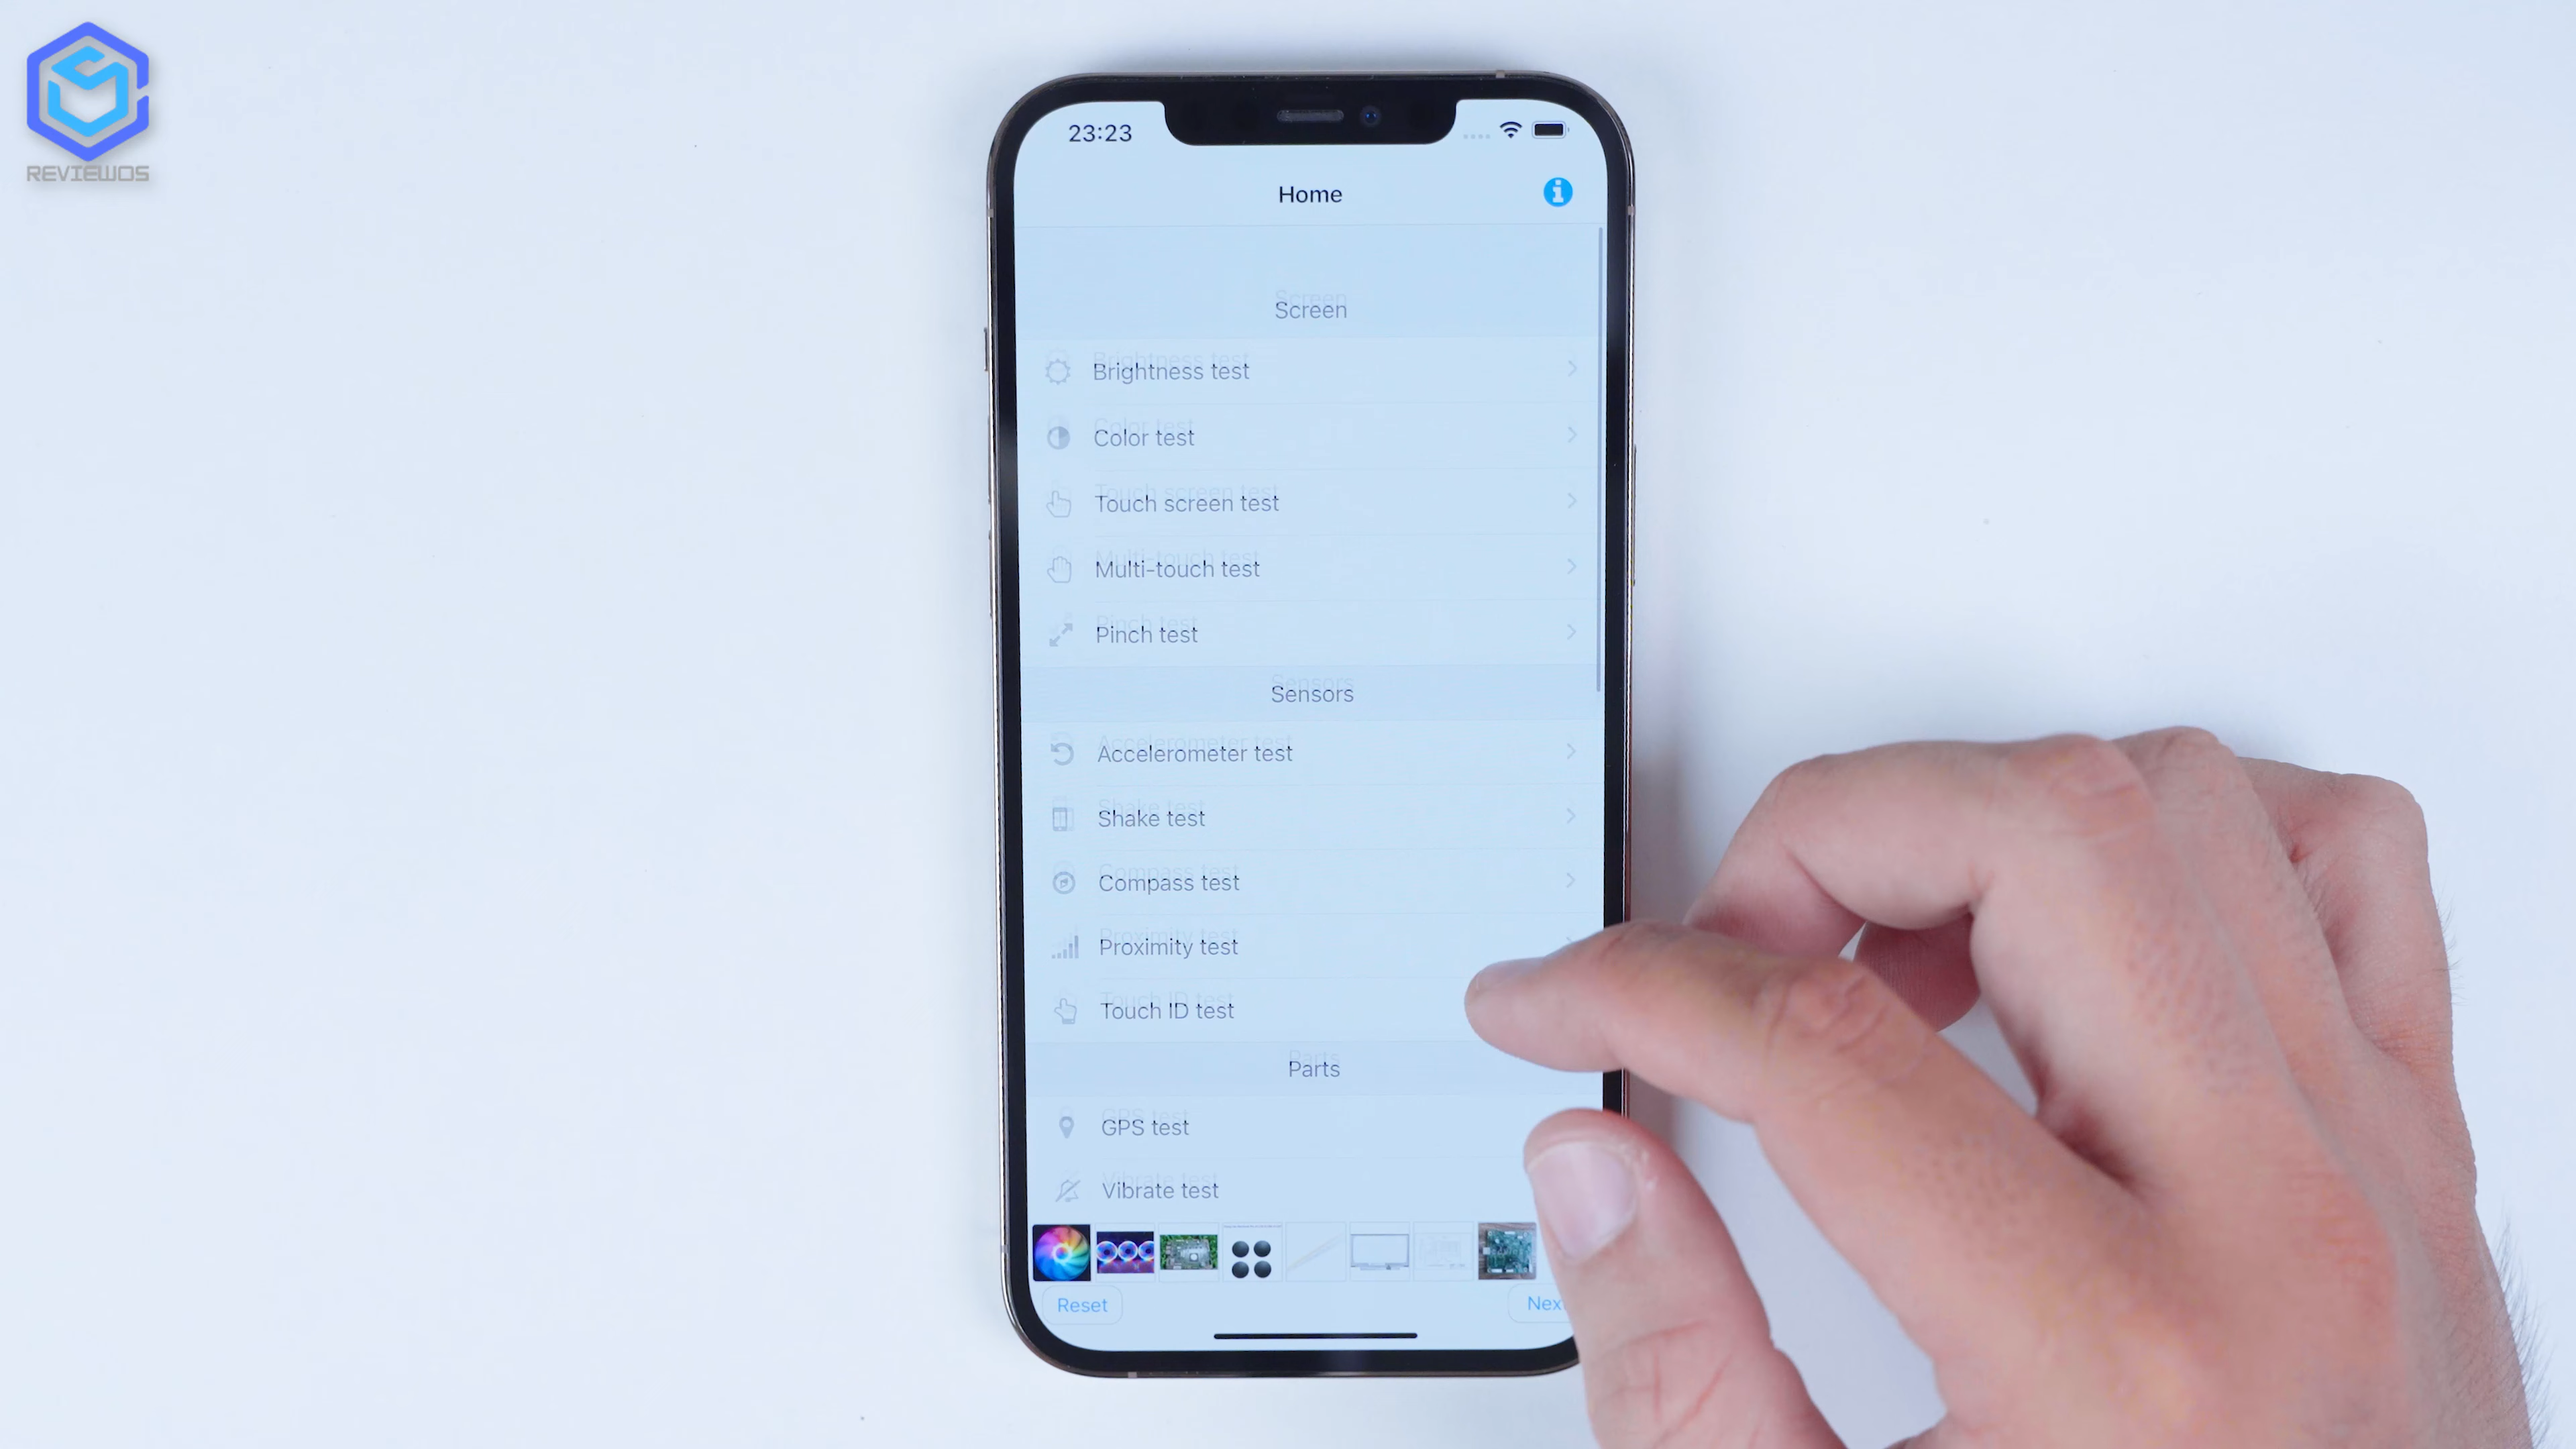 REVIEWOS
23:23
Home
Screen
Brightness test
Color test
Touch screen test
Multi-touch test
Pinch test
Sensors
Accelerometer test
Shake test
Compass test
Proximity test
Touch ID test
Parts
GPS test
Vibrate test
Reset
Nex